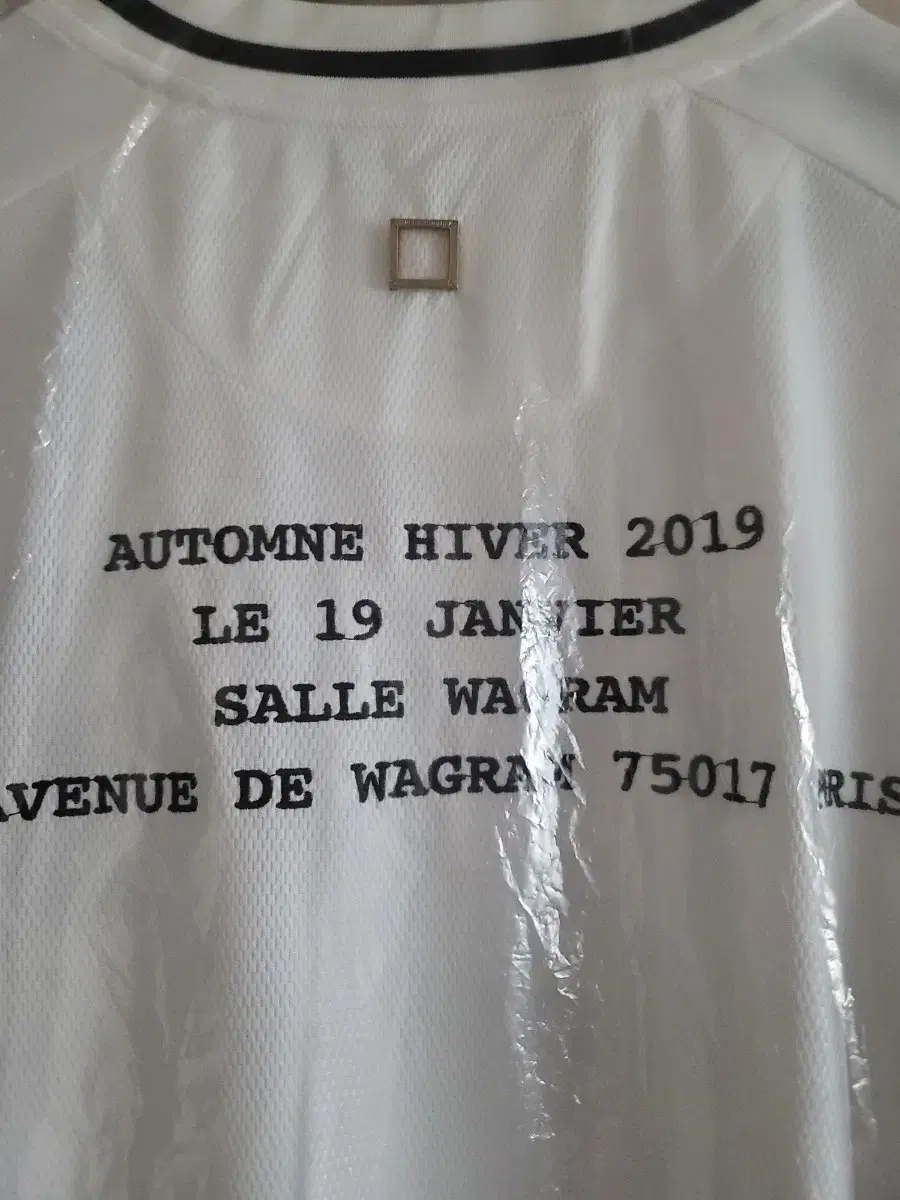 AUTOMNE HIVER 2019
LE 19 JANVIER
SALLE WAGRAM
AVENUE DE WAGRAM 75017